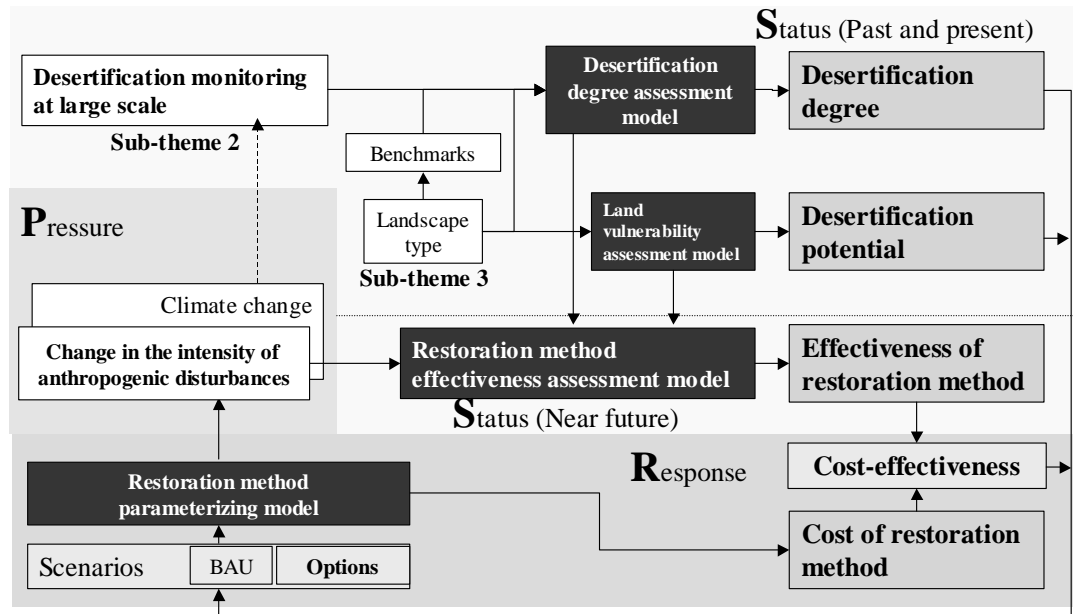 Status (Past and present)
Desertification monitoring
at large scale
Sub-theme 2
Desertification
degree assessment
model
Desertification
degree
Benchmarks
Landscape
type
Sub-theme 3
Land
vulnerability
assessment model
Desertification
potential
Pressure
Climate change
Change in the intensity of
anthropogenic disturbances
Restoration method
effectiveness assessment model
Status (Near future)
Effectiveness of
restoration method
Response
Cost-effectiveness
Restoration method
parameterizing model
Cost of restoration
method
Scenarios
BAU
Options